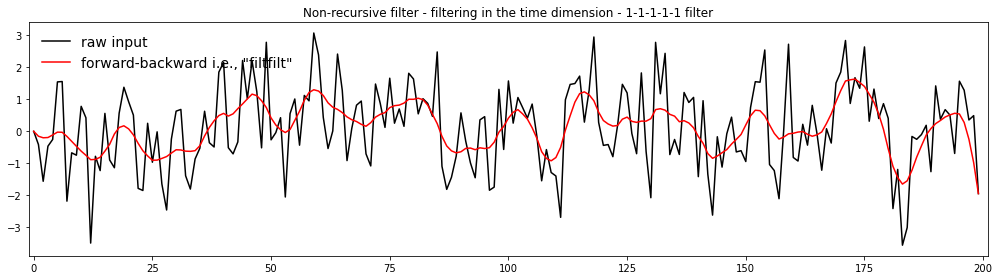 Non-recursive filter - filtering in the time dimension - 1-1-1-1-1 filter
raw input
forward-backward i.e., "filtfilt"
3
2
1
0
−1
−2
−3
0 25 50 75 100 125 150 175 200